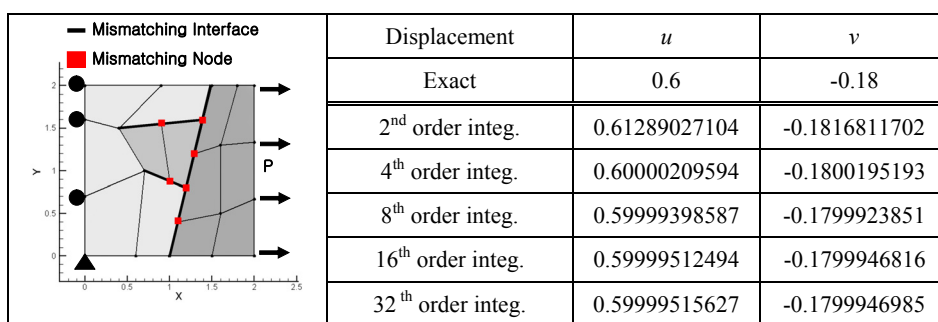 Mismatching Interface
Mismatching Node
2
1.5
1
0.5
0
Y
0 0.5 1 1.5 2 2.5
X
P
Displacement u v
Exact 0.6 -0.18
2nd order integ. 0.61289027104 -0.1816811702
4th order integ. 0.60000209594 -0.1800195193
8th order integ. 0.59999398587 -0.1799923851
16th order integ. 0.59999512494 -0.1799946816
32 th order integ. 0.59999515627 -0.1799946985